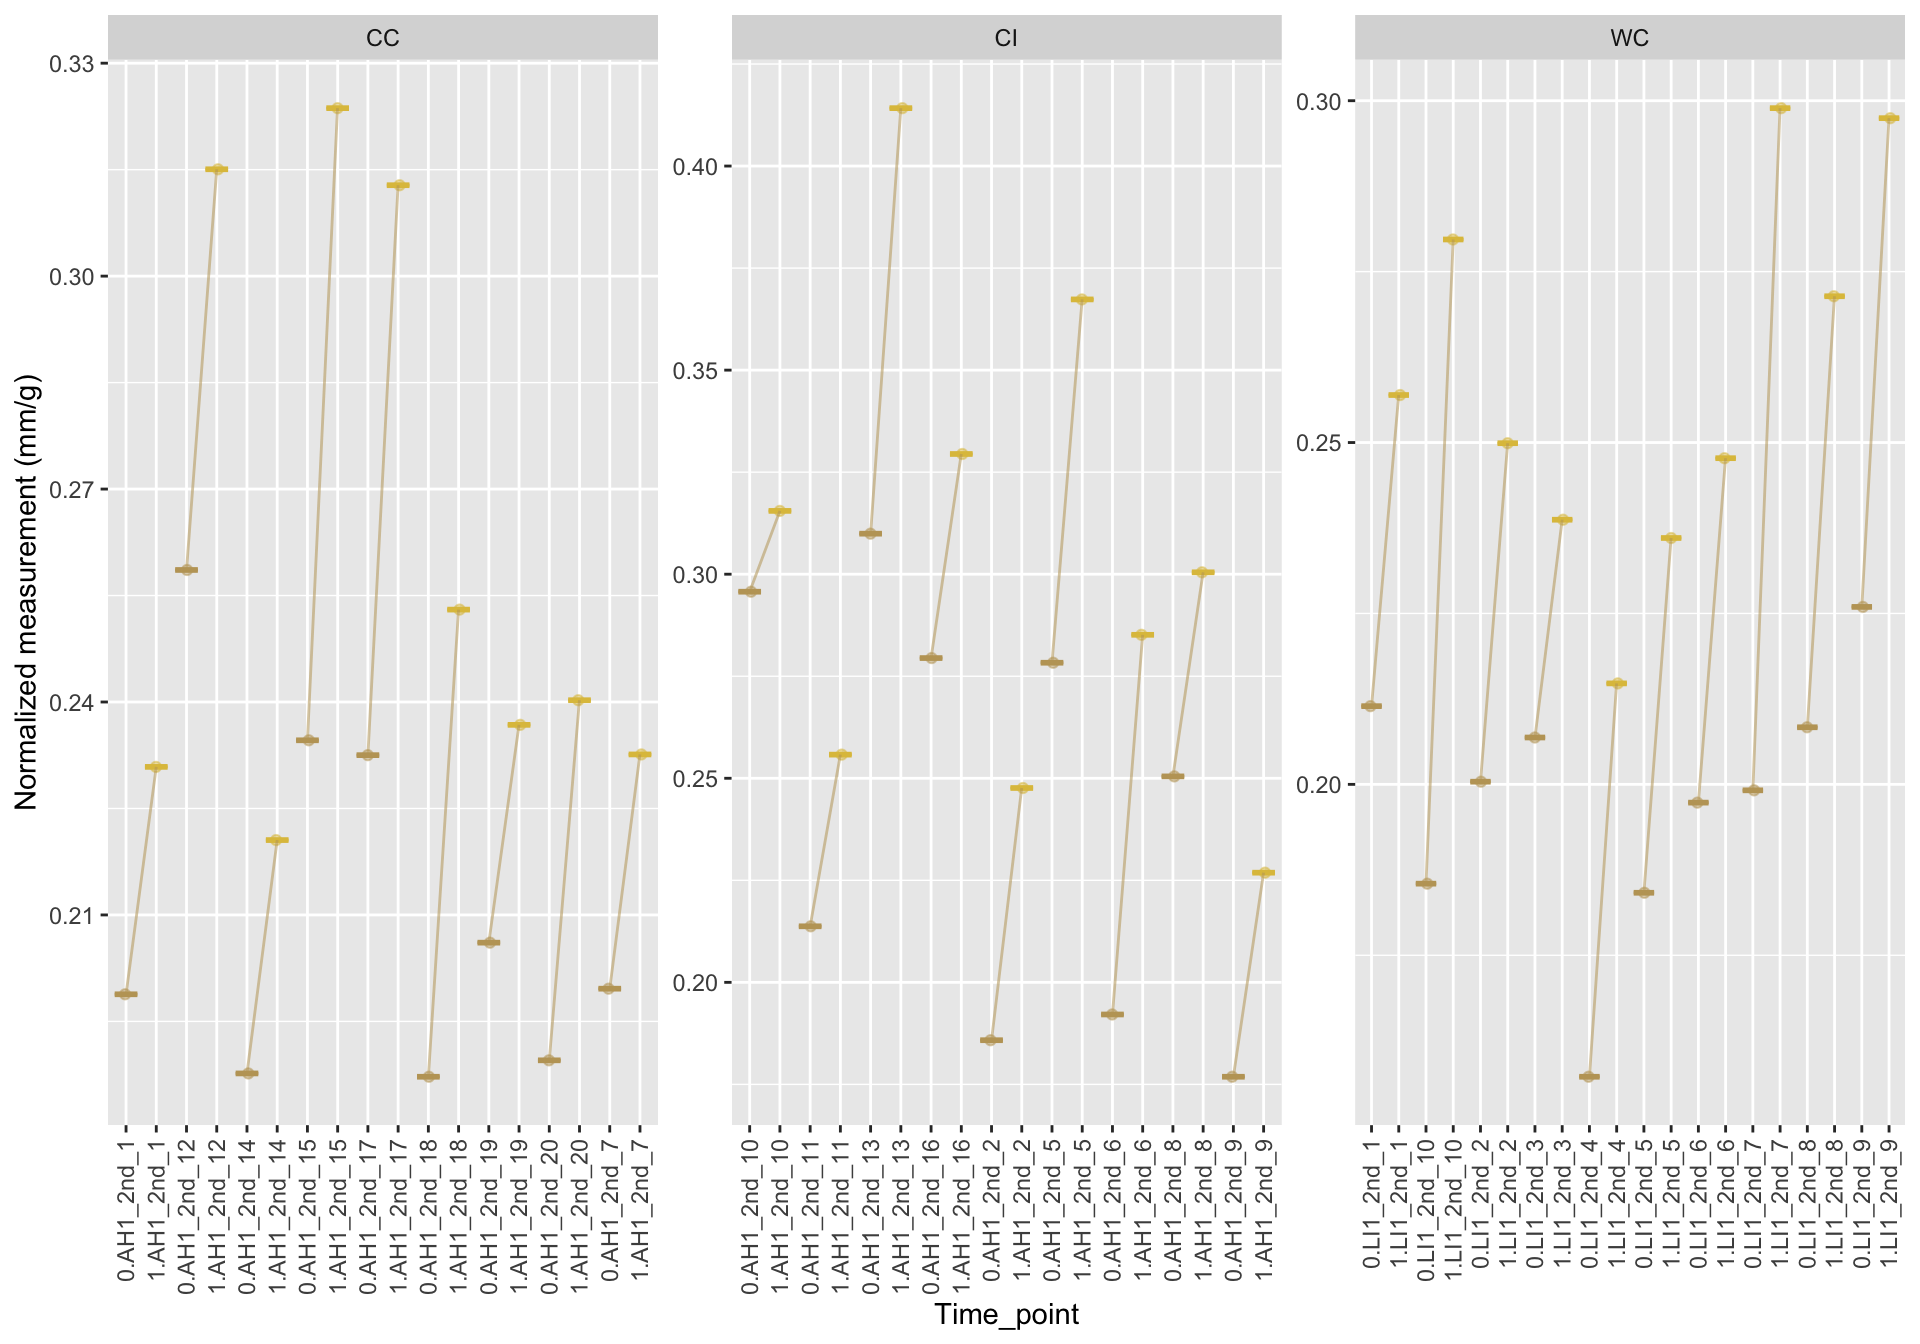 CC
CI
WC
Normalized measurement (mm/g)
0.33
0.30
0.27
0.24
0.21
0.40
0.35
0.30
0.25
0.20
0.30
0.25
0.20
0.AH1_2nd_1
1.AH1_2nd_1
0.AH1_2nd_12
1.AH1_2nd_12
0.AH1_2nd_14
1.AH1_2nd_14
0.AH1_2nd_15
1.AH1_2nd_15
0.AH1_2nd_17
1.AH1_2nd_17
0.AH1_2nd_18
1.AH1_2nd_18
0.AH1_2nd_19
1.AH1_2nd_19
0.AH1_2nd_20
1.AH1_2nd_20
0.AH1_2nd_7
1.AH1_2nd_7
0.AH1_2nd_10
1.AH1_2nd_10
0.AH1_2nd_11
1.AH1_2nd_11
0.AH1_2nd_13
1.AH1_2nd_13
0.AH1_2nd_16
1.AH1_2nd_16
0.AH1_2nd_2
1.AH1_2nd_2
0.AH1_2nd_5
1.AH1_2nd_5
0.AH1_2nd_6
1.AH1_2nd_6
0.AH1_2nd_8
1.AH1_2nd_8
0.AH1_2nd_9
1.AH1_2nd_9
0.LI1_2nd_1
1.LI1_2nd_1
0.LI1_2nd_10
1.LI1_2nd_10
0.LI1_2nd_2
1.LI1_2nd_2
0.LI1_2nd_3
1.LI1_2nd_3
0.LI1_2nd_4
1.LI1_2nd_4
0.LI1_2nd_5
1.LI1_2nd_5
0.LI1_2nd_6
1.LI1_2nd_6
0.LI1_2nd_7
1.LI1_2nd_7
0.LI1_2nd_8
1.LI1_2nd_8
0.LI1_2nd_9
1.LI1_2nd_9
Time_point